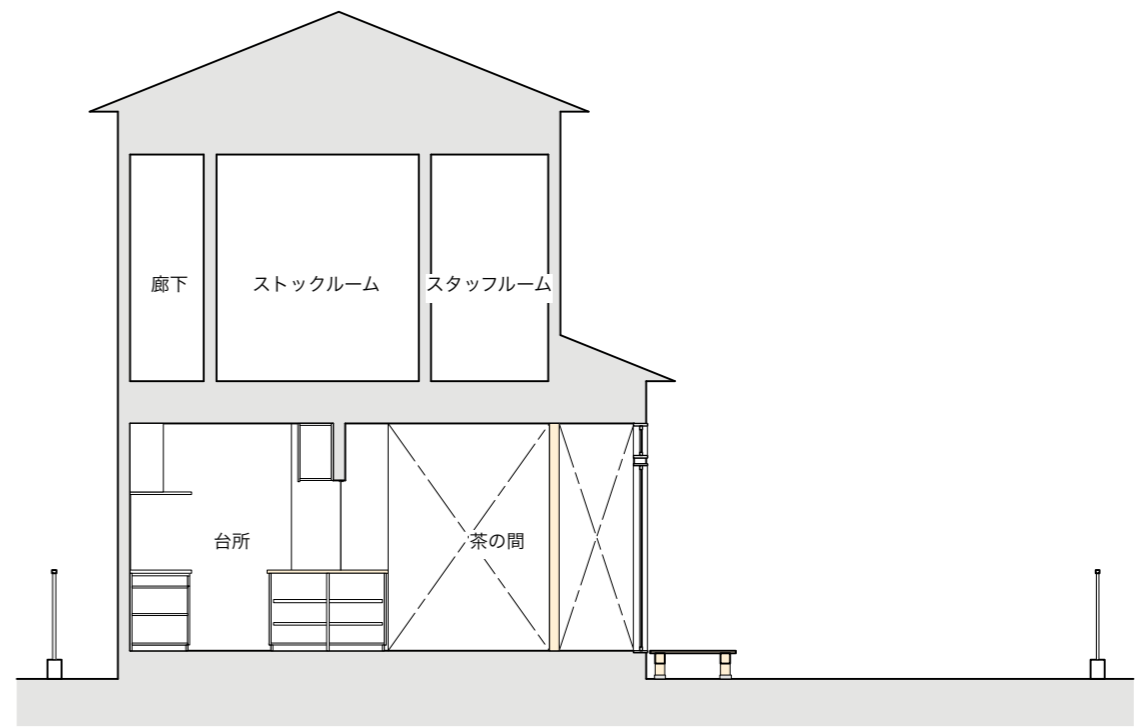 廊下
ストックルーム
スタッフルーム
台所
茶の間